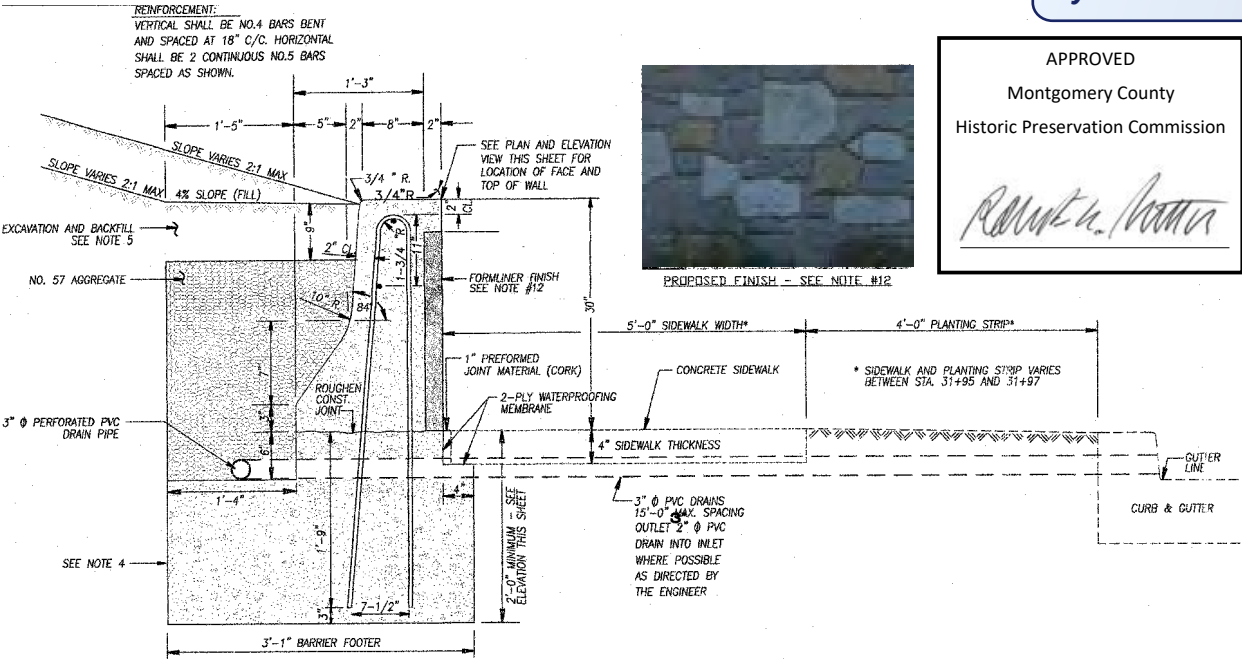 REINFORCEMENT:
VERTICAL SHALL BE NO.4 BARS BENT
AND SPACED AT 18" C/C. HORIZONTAL
SHALL BE 2 CONTINUOUS NO.5 BARS
SPACED AS SHOWN.
APPROVED
Montgomery County
Historic Preservation Commission
1'-3"
1'-5"
5"
2"
8"
2"
SLOPE VARIES 2:1 MAX
SLOPE VARIES 2:1 MAX
4% SLOPE (FILL)
3/4 " R.
3/4"R
SEE PLAN AND ELEVATION
VIEW THIS SHEET FOR
LOCATION OF FACE AND
TOP OF WALL
2"
CL.
EXCAVATION AND BACKFILL
SEE NOTE 5
9"
2" CL.
1-3/4 "R
11"
NO. 57 AGGREGATE
FORMLINER FINISH
SEE NOTE #12
PROPOSED FINISH - SEE NOTE #12
10" R.
84°
30"
5'-0" SIDEWALK WIDTH*
4'-0" PLANTING STRIP*
7"
1" PREFORMED
JOINT MATERIAL (CORK)
CONCRETE SIDEWALK
* SIDEWALK AND PLANTING STRIP VARIES
BETWEEN STA. 31+95 AND 31+97
ROUGHEN
CONST.
JOINT
2-PLY WATERPROOFING
MEMBRANE
3" φ PERFORATED PVC
DRAIN PIPE
3"
6"
4" SIDEWALK THICKNESS
GUTTER
LINE
1'-4"
4"
CURB & GUTTER
3" φ PVC DRAINS
15'-0" MAX. SPACING
OUTLET 2" φ PVC
3"
DRAIN INTO INLET
WHERE POSSIBLE
AS DIRECTED BY
THE ENGINEER
1'-9"
2'-0" MINIMUM - SEE
ELEVATION THIS SHEET
SEE NOTE 4
3"
7-1/2"
3'-1" BARRIER FOOTER